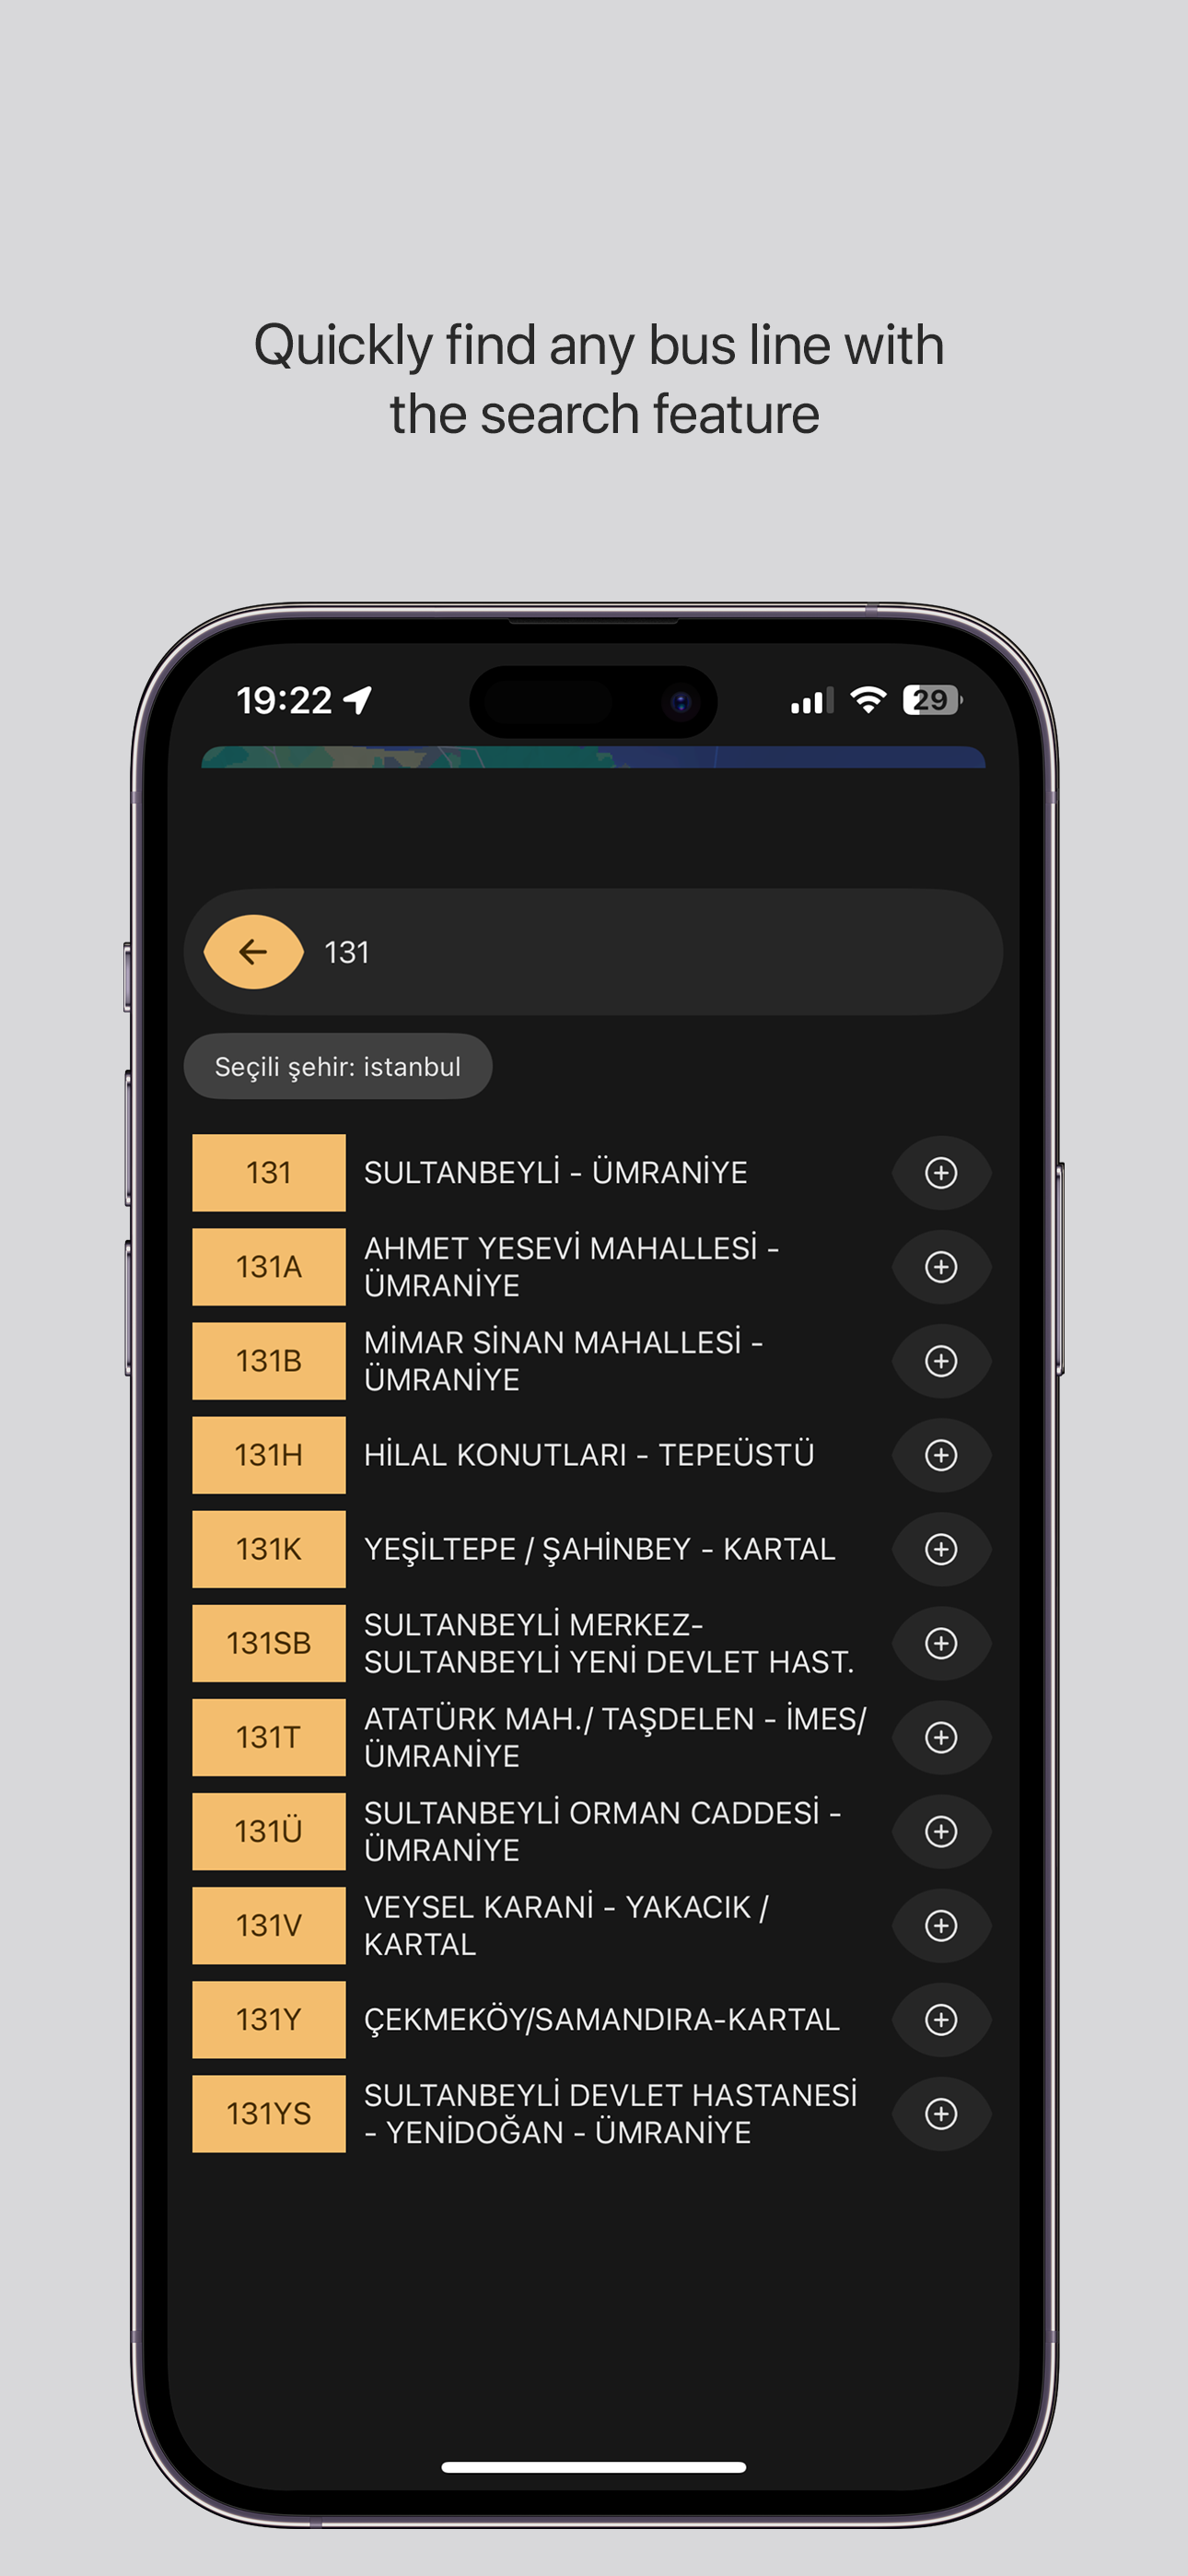 Quickly find any bus line with
the search feature
19:22
29
131
Seçili şehir: istanbul
131
SULTANBEYLİ - ÜMRANİYE
131A
AHMET YESEVİ MAHALLESİ -
ÜMRANİYE
131B
MİMAR SİNAN MAHALLESİ -
ÜMRANİYE
131H
HİLAL KONUTLARI - TEPEÜSTÜ
131K
YEŞİLTEPE / ŞAHİNBEY - KARTAL
131SB
SULTANBEYLİ MERKEZ-
SULTANBEYLİ YENİ DEVLET HAST.
131T
ATATÜRK MAH./ TAŞDELEN - İMES/
ÜMRANİYE
131Ü
SULTANBEYLİ ORMAN CADDESİ -
ÜMRANİYE
131V
VEYSEL KARANİ - YAKACIK /
KARTAL
131Y
ÇEKMEKÖY/SAMANDIRA-KARTAL
131YS
SULTANBEYLİ DEVLET HASTANESİ
- YENİDOĞAN - ÜMRANİYE